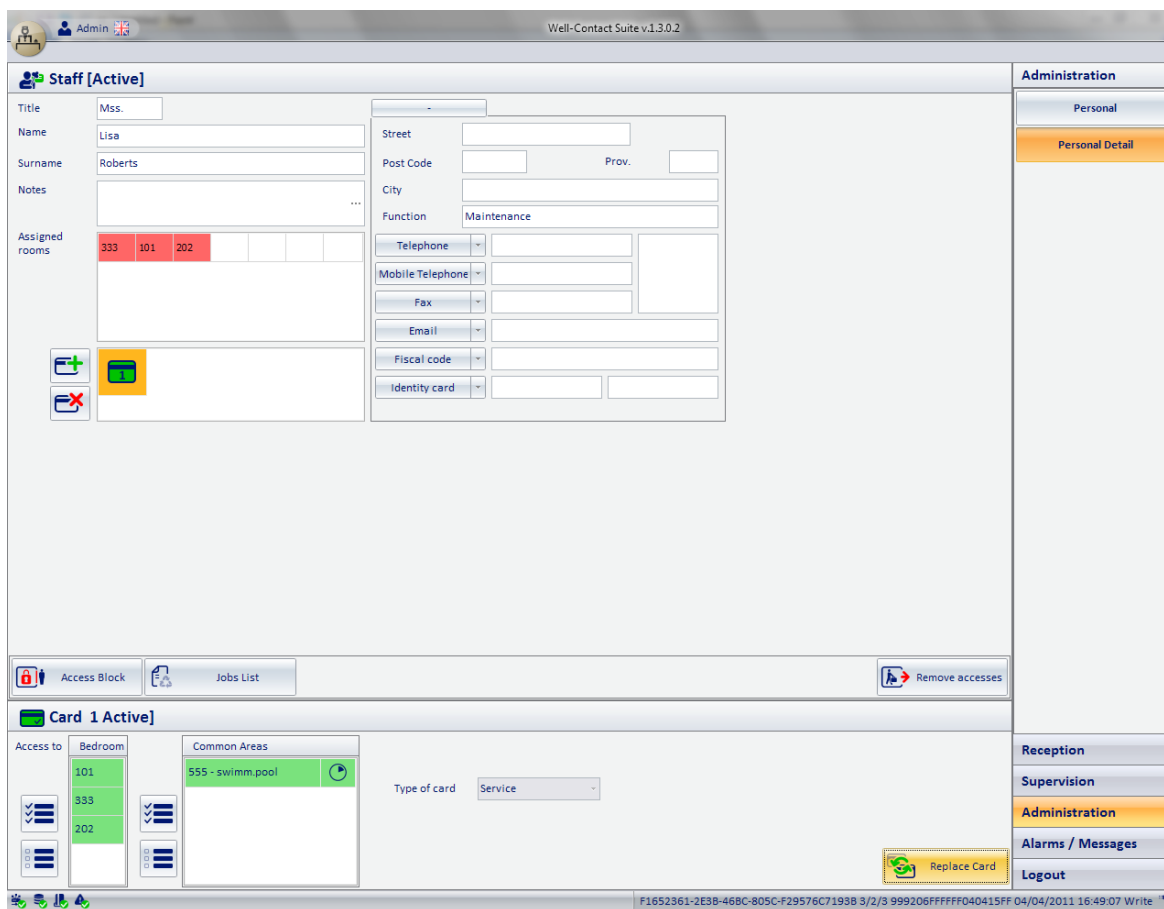 Admin
Well-Contact Suite v.1.3.0.2
Staff [Active]
Title Mss.
Name Lisa
Surname Roberts
Notes
...
Assigned rooms
333 101 202
1
-
Street
Post Code Prov.
City
Function Maintenance
Telephone
Mobile Telephone
Fax
Email
Fiscal code
Identity card
Access Block
Jobs List
Remove accesses
Card 1 Active]
Access to
Bedroom
101
333
202
Common Areas
555 - swimm.pool
Type of card Service
Replace Card
Administration
Personal
Personal Detail
Reception
Supervision
Administration
Alarms / Messages
Logout
F1652361-2E3B-46BC-805C-F29576C7193B 3/2/3 999206FFFFFF040415FF 04/04/2011 16:49:07 Write